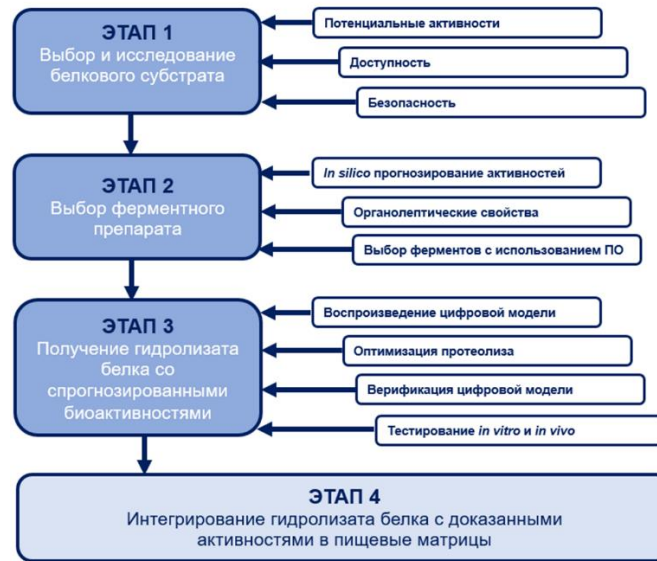 ЭТАП 1
Выбор и исследование
белкового субстрата
Потенциальные активности
Доступность
Безопасность
ЭТАП 2
Выбор ферментного
препарата
In silico прогнозирование активностей
Органолептические свойства
Выбор ферментов с использованием ПО
ЭТАП 3
Получение гидролизата
белка со
спрогнозированными
биоактивностями
Воспроизведение цифровой модели
Оптимизация протеолиза
Верификация цифровой модели
Тестирование in vitro и in vivo
ЭТАП 4
Интегрирование гидролизата белка с доказанными
активностями в пищевые матрицы